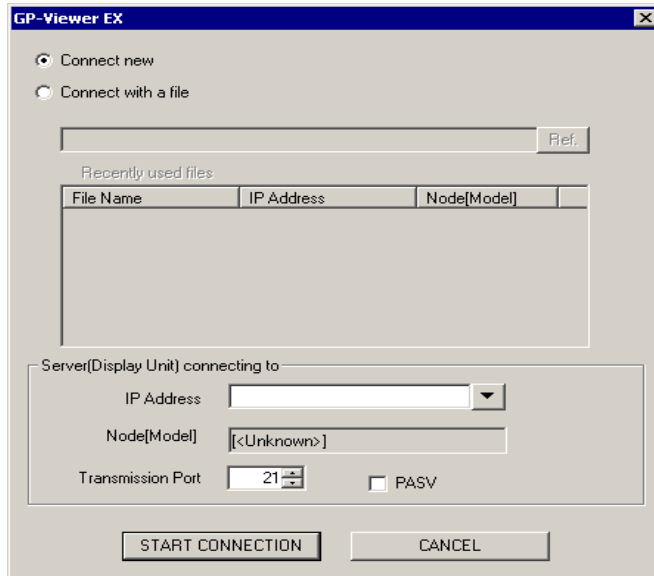 GP-Viewer EX
Connect new
Connect with a file
Ref.
Recently used files
File Name IP Address Node[Model]
Server(Display Unit) connecting to
IP Address
Node[Model] [<Unknown>]
Transmission Port 21 PASV
START CONNECTION CANCEL